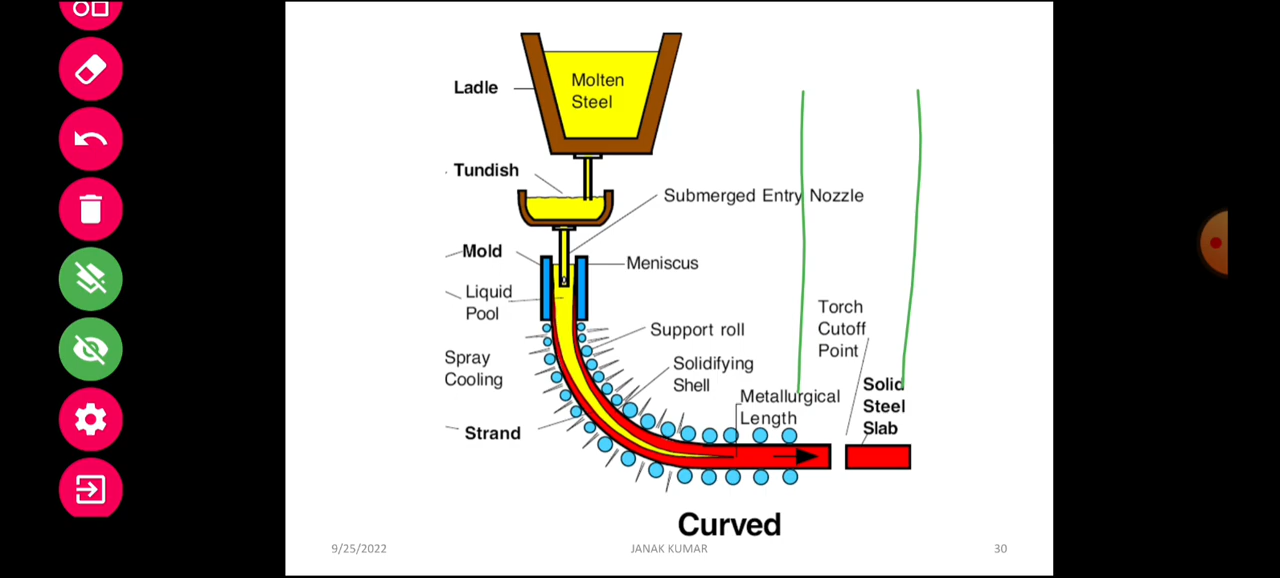 Molten
Steel
Ladle
Tundish
Submerged Entry Nozzle
Mold
Meniscus
Liquid
Pool
Torch
Cutoff
Point
Support roll
Spray
Cooling
Solidifying
Shell
Metallurgical
Length
Solid
Steel
Slab
Strand
Curved
9/25/2022
JANAK KUMAR
30